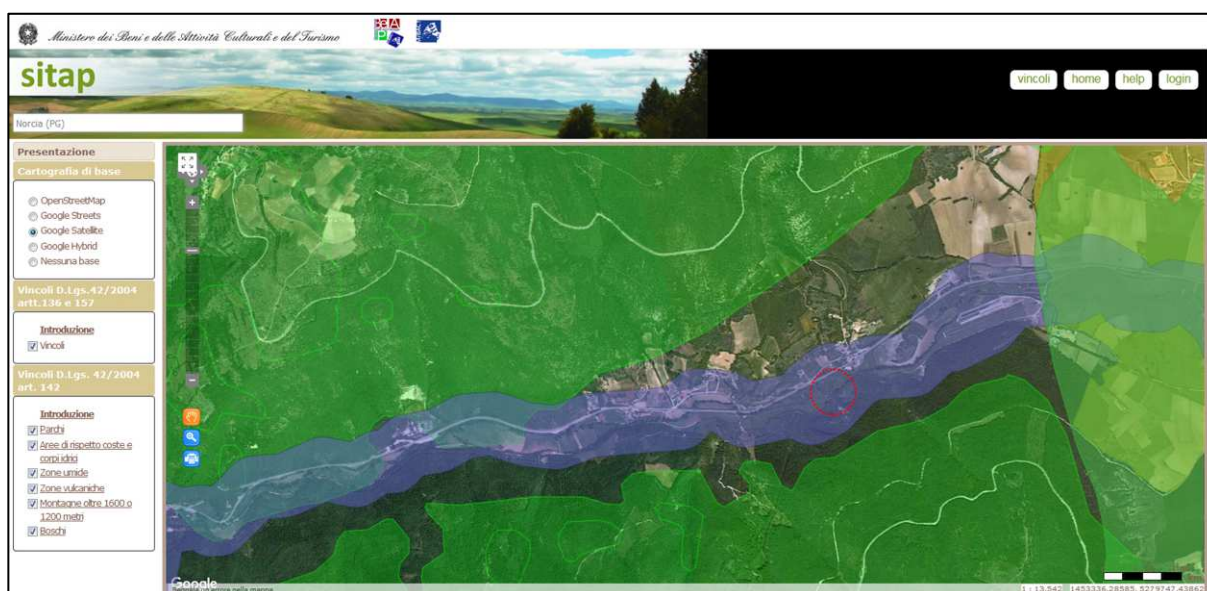 Ministero dei Beni e delle Attività Culturali e del Turismo
sitap
vincoli home help login
Norcia (PG)
Presentazione
Cartografia di base
OpenStreetMap
Google Streets
Google Satellite
Google Hybrid
Nessuna base
Vincoli D.Lgs.42/2004
artt.136 e 157
Introduzione
Vincoli
Vincoli D.Lgs. 42/2004
art. 142
Introduzione
Parchi
Aree di rispetto coste e
corpi idrici
Zone umide
Zone vulcaniche
Montagne oltre 1600 o
1200 metri
Boschi
Google
1 : 13.542 1453336.28585, 5279747.43862